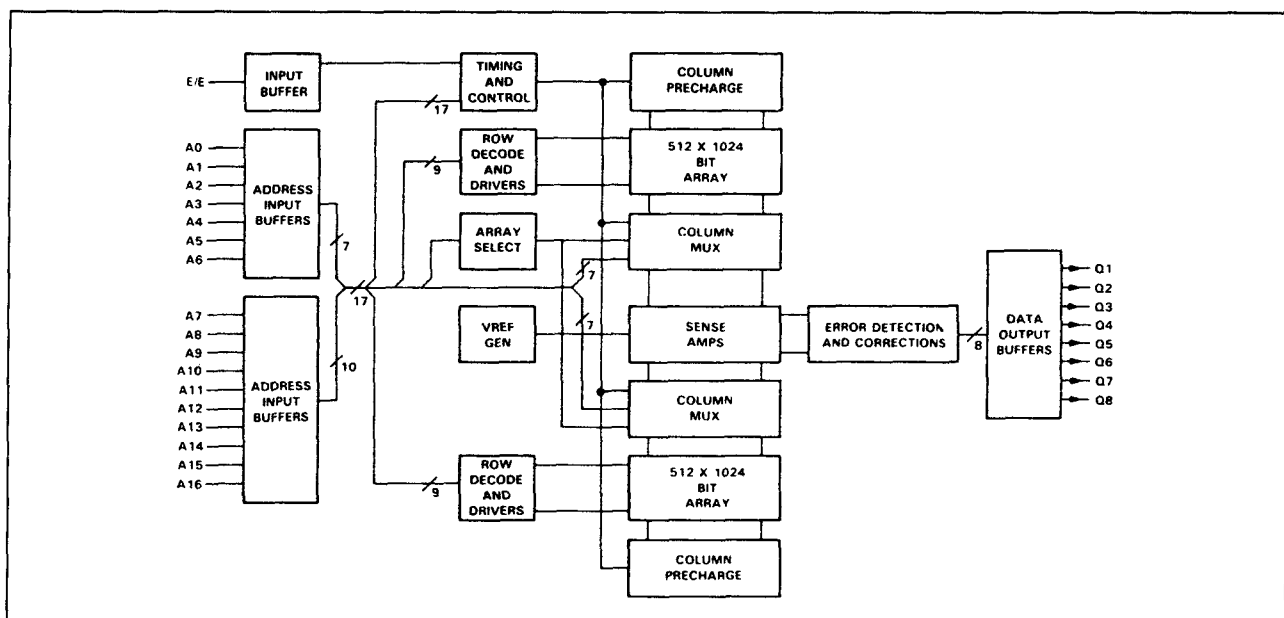 E/E
INPUT
BUFFER
TIMING
AND
CONTROL
COLUMN
PRECHARGE
17
A0
A1
A2
A3
A4
A5
A6
ADDRESS
INPUT
BUFFERS
7
ROW
DECODE
AND
DRIVERS
9
512 X 1024
BIT
ARRAY
ARRAY
SELECT
COLUMN
MUX
7
17
7
A7
A8
A9
A10
A11
A12
A13
A14
A15
A16
ADDRESS
INPUT
BUFFERS
10
VREF
GEN
SENSE
AMPS
ERROR DETECTION
AND CORRECTIONS
8
DATA
OUTPUT
BUFFERS
Q1
Q2
Q3
Q4
Q5
Q6
Q7
Q8
COLUMN
MUX
ROW
DECODE
AND
DRIVERS
9
512 X 1024
BIT
ARRAY
COLUMN
PRECHARGE